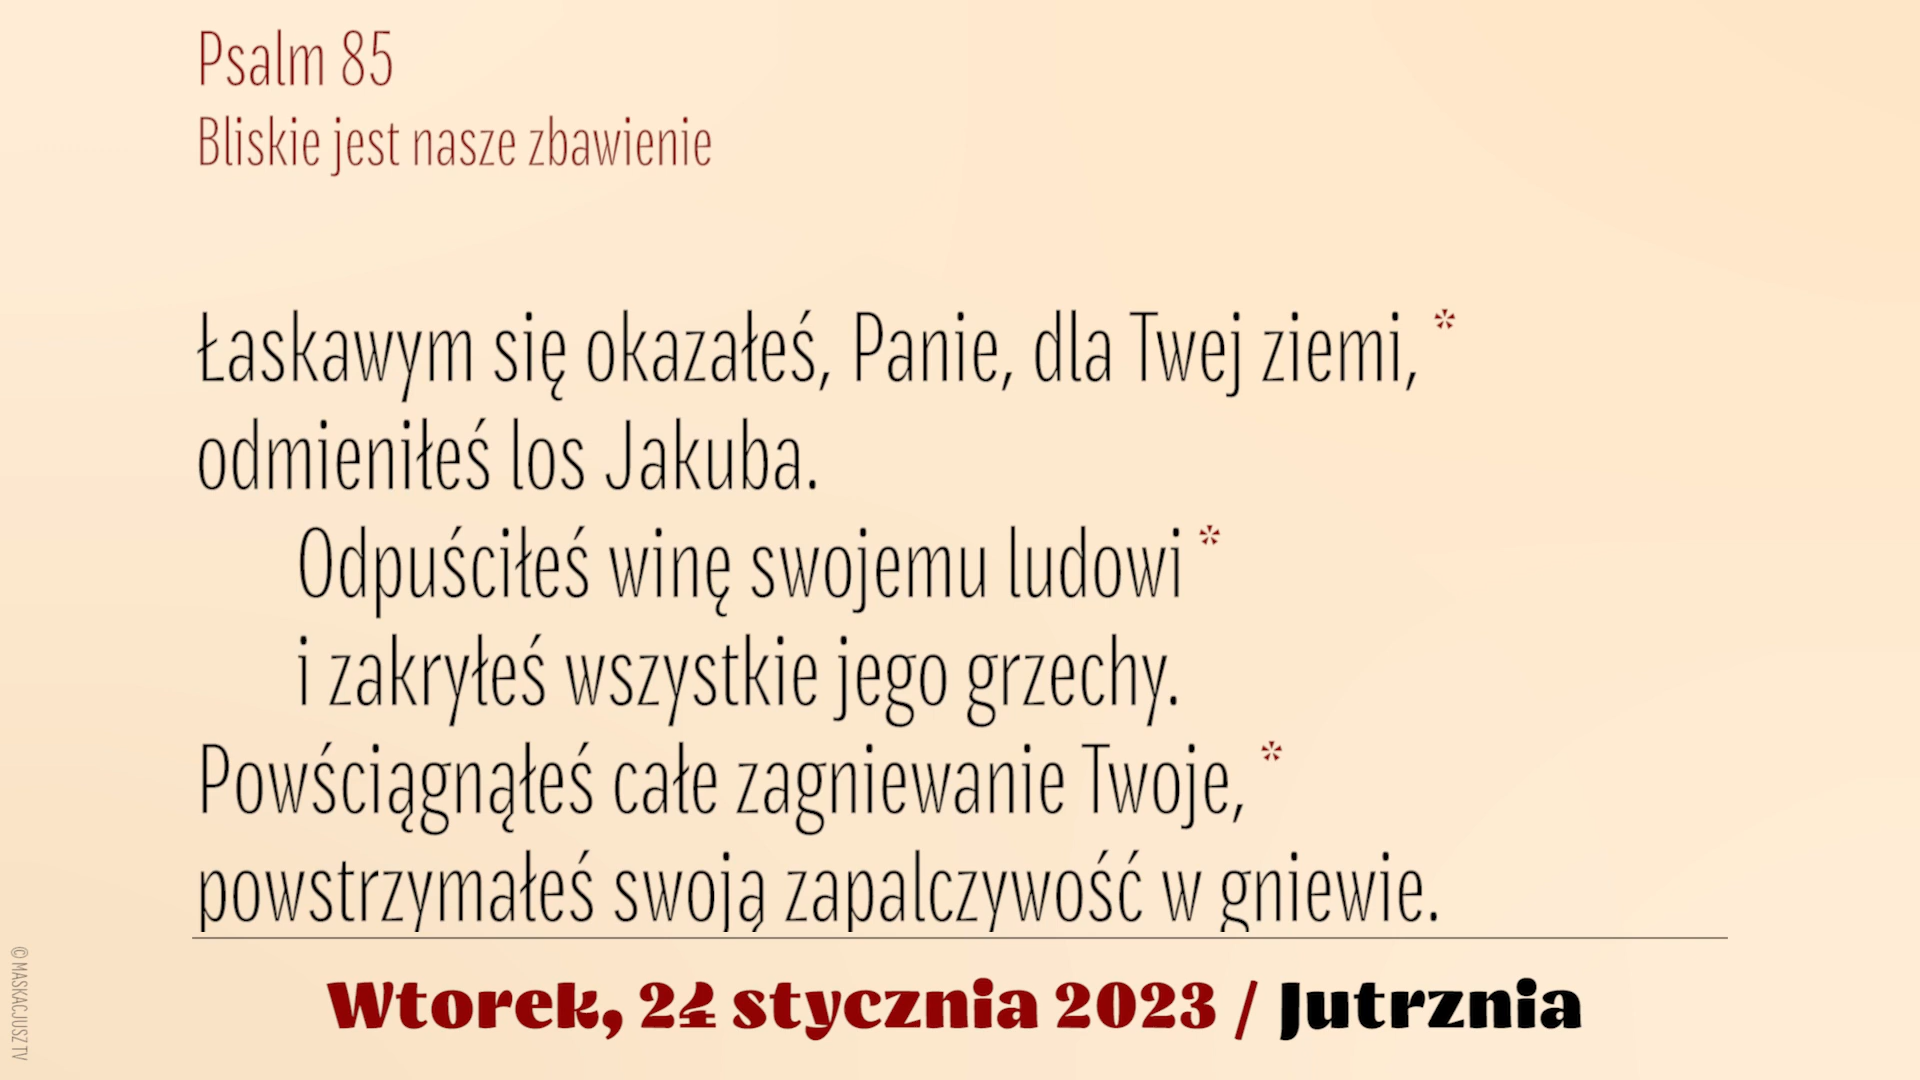 Psalm 85
Bliskie jest nasze zbawienie
Łaskawym się okazałeś, Panie, dla Twej ziemi, *
odmieniłeś los Jakuba.
Odpuściłeś winę swojemu ludowi *
i zakryłeś wszystkie jego grzechy.
Powściągnąłeś całe zagniewanie Twoje, *
powstrzymałeś swoją zapalczywość w gniewie.
Wtorek, 24 stycznia 2023 / Jutrznia
© MASKACJUSZ TV